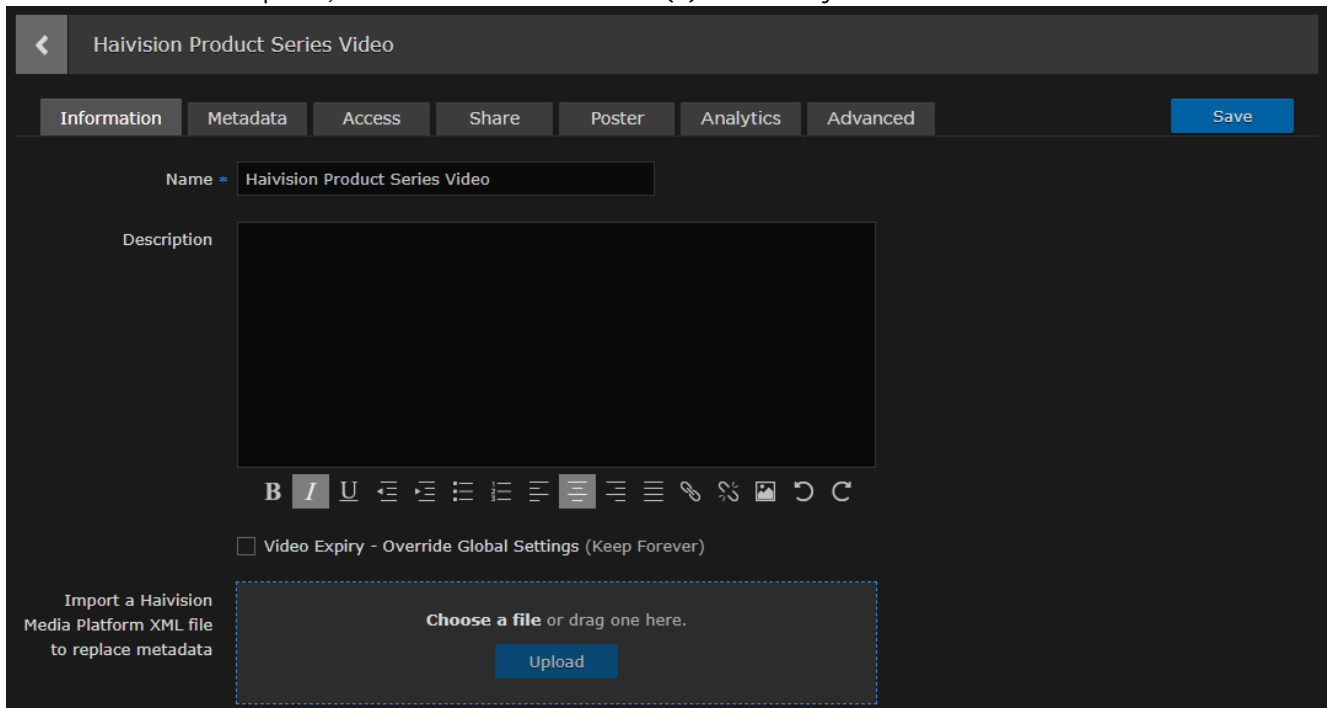 Haivision Product Series Video
Information Metadata Access Share Poster Analytics Advanced Save
Name * Haivision Product Series Video
Description
B I U
Video Expiry - Override Global Settings (Keep Forever)
Import a Haivision
Media Platform XML file
to replace metadata
Choose a file or drag one here.
Upload